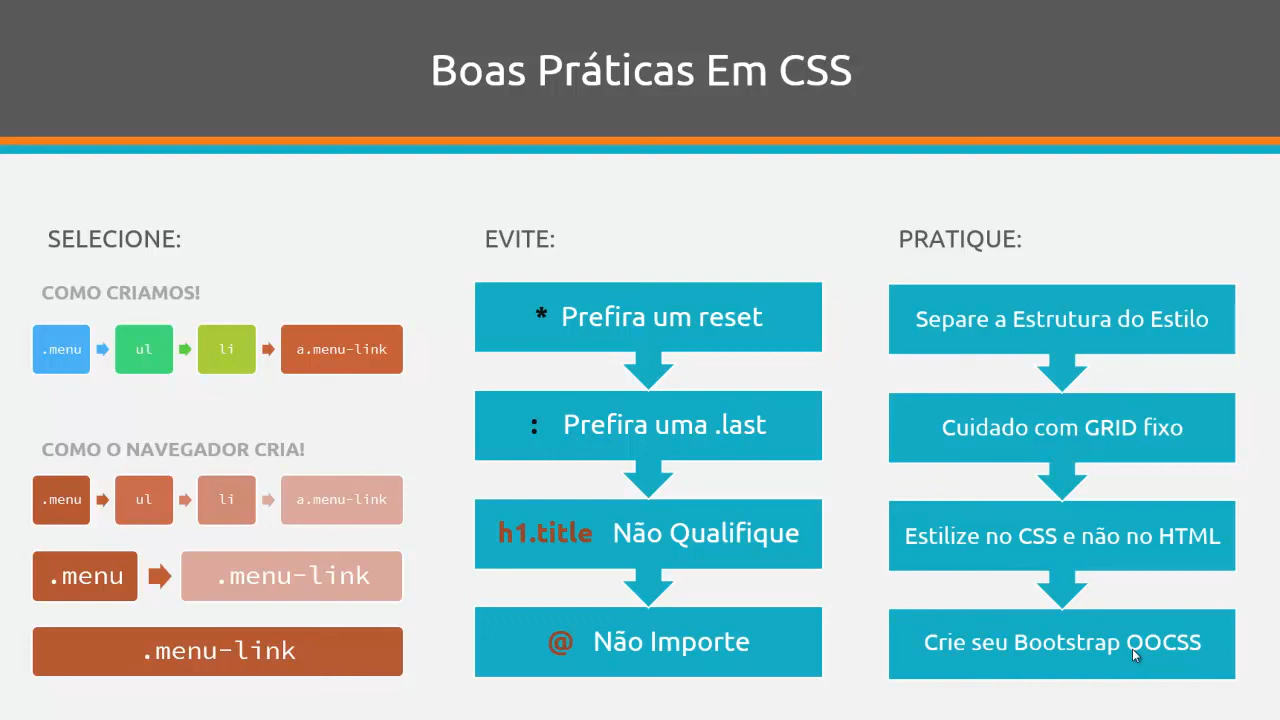 Boas Práticas Em CSS
SELECIONE:
COMO CRIAMOS!
.menu ul li a.menu-link
COMO O NAVEGADOR CRIA!
.menu ul li a.menu-link
.menu .menu-link
.menu-link
EVITE:
* Prefira um reset
: Prefira uma .last
h1.title Não Qualifique
@ Não Importe
PRATIQUE:
Separe a Estrutura do Estilo
Cuidado com GRID fixo
Estilize no CSS e não no HTML
Crie seu Bootstrap OOCSS